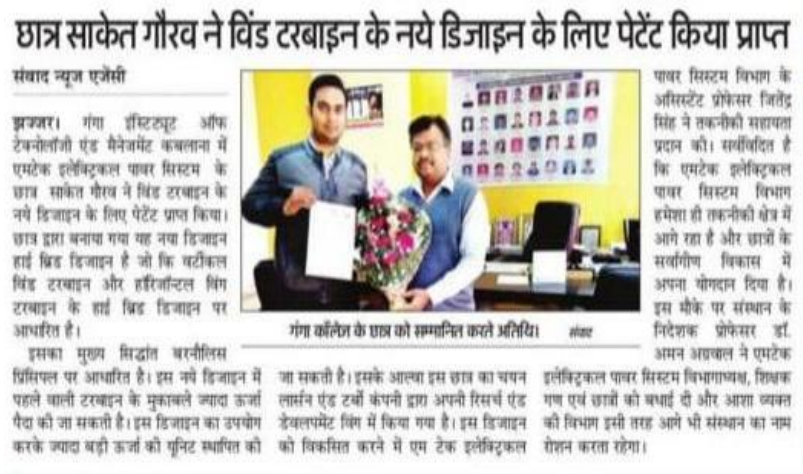 छात्र साकेत गौरव ने विंड टरबाइन के नये डिजाइन के लिए पेटेंट किया प्राप्त
संवाद न्यूज एजेंसी
झज्जर। गंगा इंस्टिट्यूट ऑफ
टेक्नोलॉजी एंड मैनेजमेंट कबलाना में
एमटेक इलेक्ट्रिकल पावर सिस्टम के
छात्र साकेत गौरव ने विंड टरबाइन के
नये डिजाइन के लिए पेटेंट प्राप्त किया।
छात्र द्वारा बनाया गया यह नया डिजाइन
हाई ब्रिड डिजाइन है जो कि वर्टीकल
विंड टरबाइन और हॉरिजॉन्टल विंग
टरबाइन के हाई ब्रिड डिजाइन पर
आधारित है।
इसका मुख्य सिद्धांत बरनौलिस
प्रिंसिपल पर आधारित है। इस नये डिजाइन में
पहले वाली टरबाइन के मुकाबले ज्यादा ऊर्जा
पैदा की जा सकती है। इस डिजाइन का उपयोग
करके ज्यादा बड़ी ऊर्जा की यूनिट स्थापित की
गंगा कॉलेज के छात्र को सम्मानित करते अतिथि। संवाद
जा सकती है। इसके आल्वा इस छात्र का चयन
लार्सन एंड टर्बो कंपनी द्वारा अपनी रिसर्च एंड
डेवलपमेंट विंग में किया गया है। इस डिजाइन
को विकसित करने में एम टेक इलेक्ट्रिकल
पावर सिस्टम विभाग के
असिस्टेंट प्रोफेसर जितेंद्र
सिंह ने तकनीकी सहायता
प्रदान की। सर्वविदित है
कि एमटेक इलेक्ट्रिकल
पावर सिस्टम विभाग
हमेशा ही तकनीकी क्षेत्र में
आगे रहा है और छात्रों के
सर्वांगीण विकास में
अपना योगदान दिया है।
इस मौके पर संस्थान के
निदेशक प्रोफेसर डॉ.
अमन अग्रवाल ने एमटेक
इलेक्ट्रिकल पावर सिस्टम विभागाध्यक्ष, शिक्षक
गण एवं छात्रों को बधाई दी और आशा व्यक्त
की विभाग इसी तरह आगे भी संस्थान का नाम
रोशन करता रहेगा।